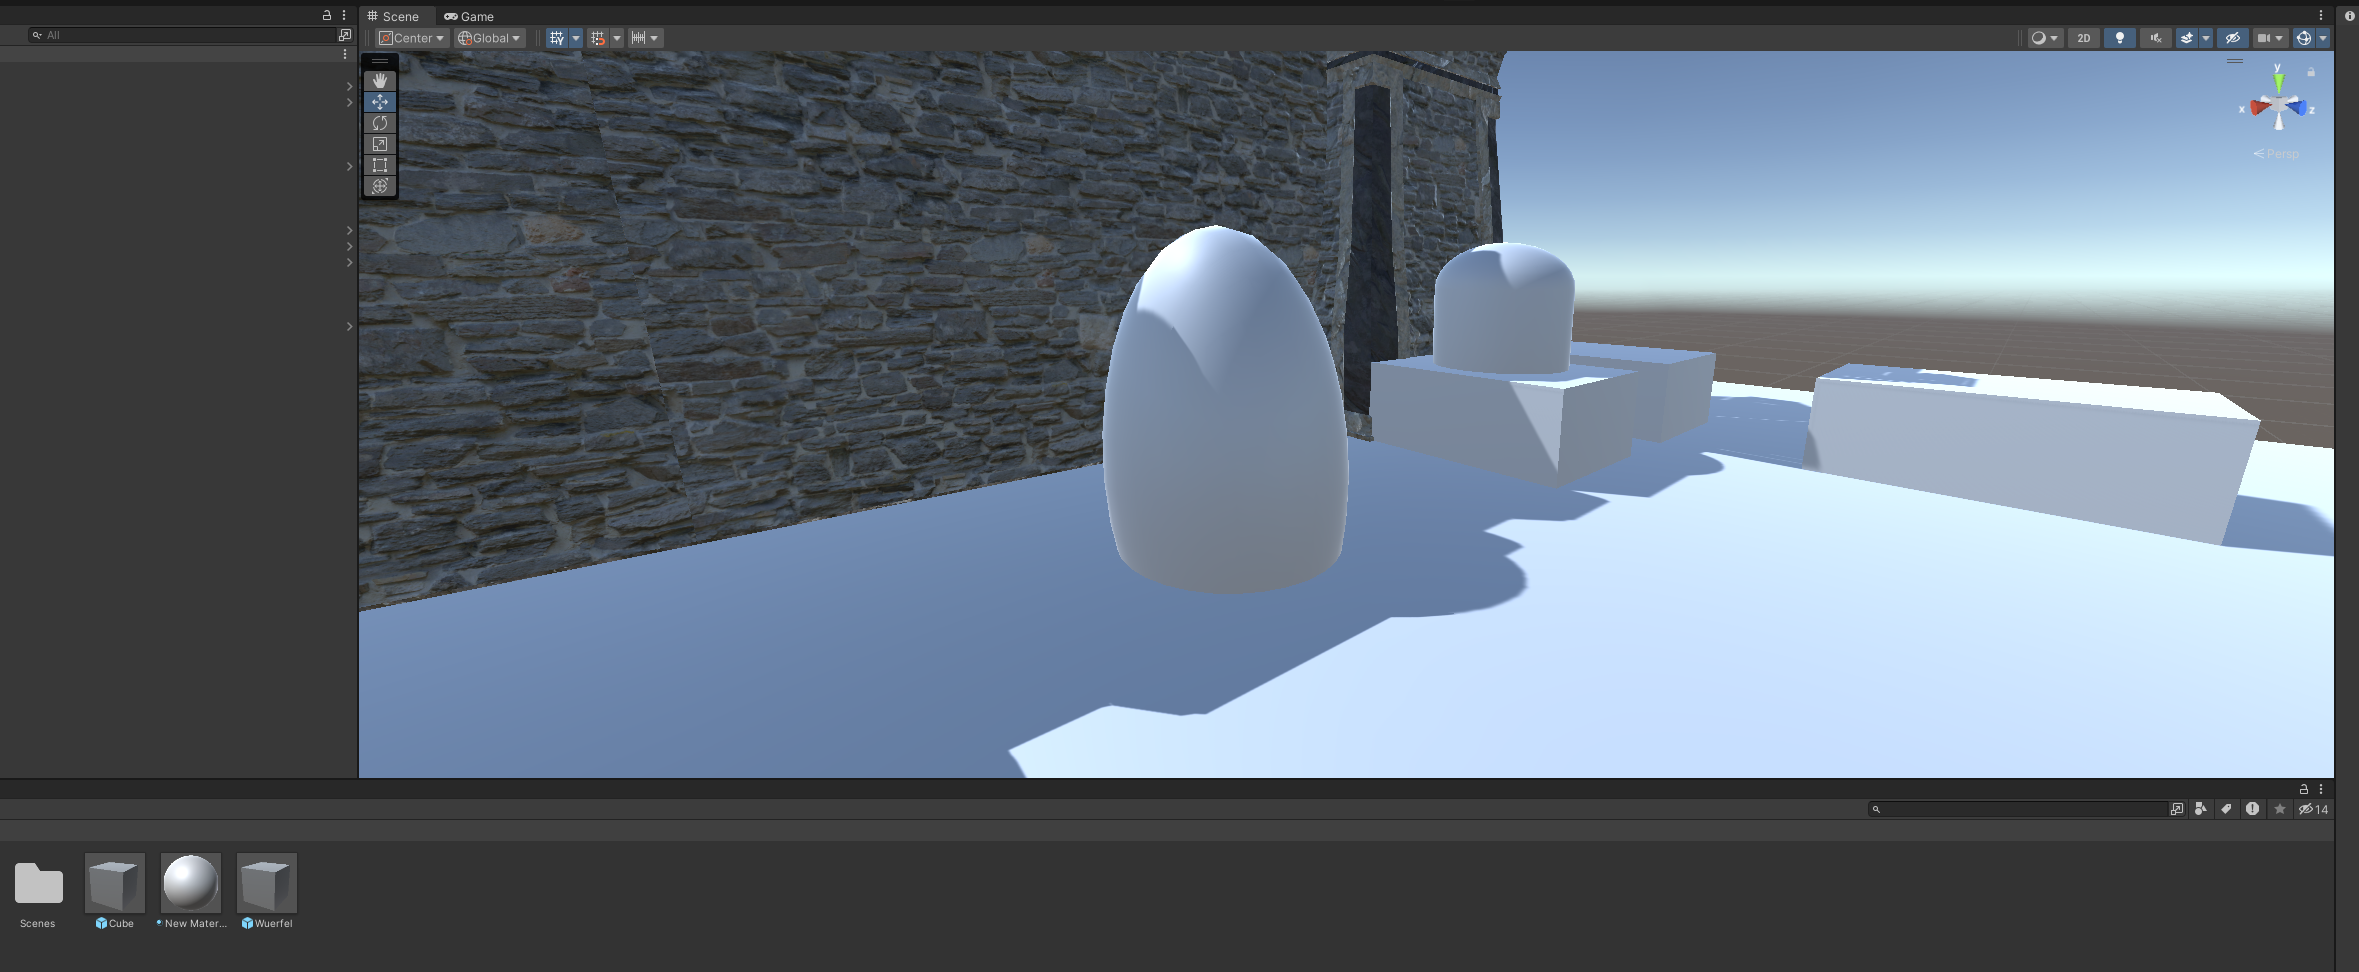 Scene Game
All
Center Global 2D
y
x z
Persp
14
Scenes Cube New Mater... Wuerfel